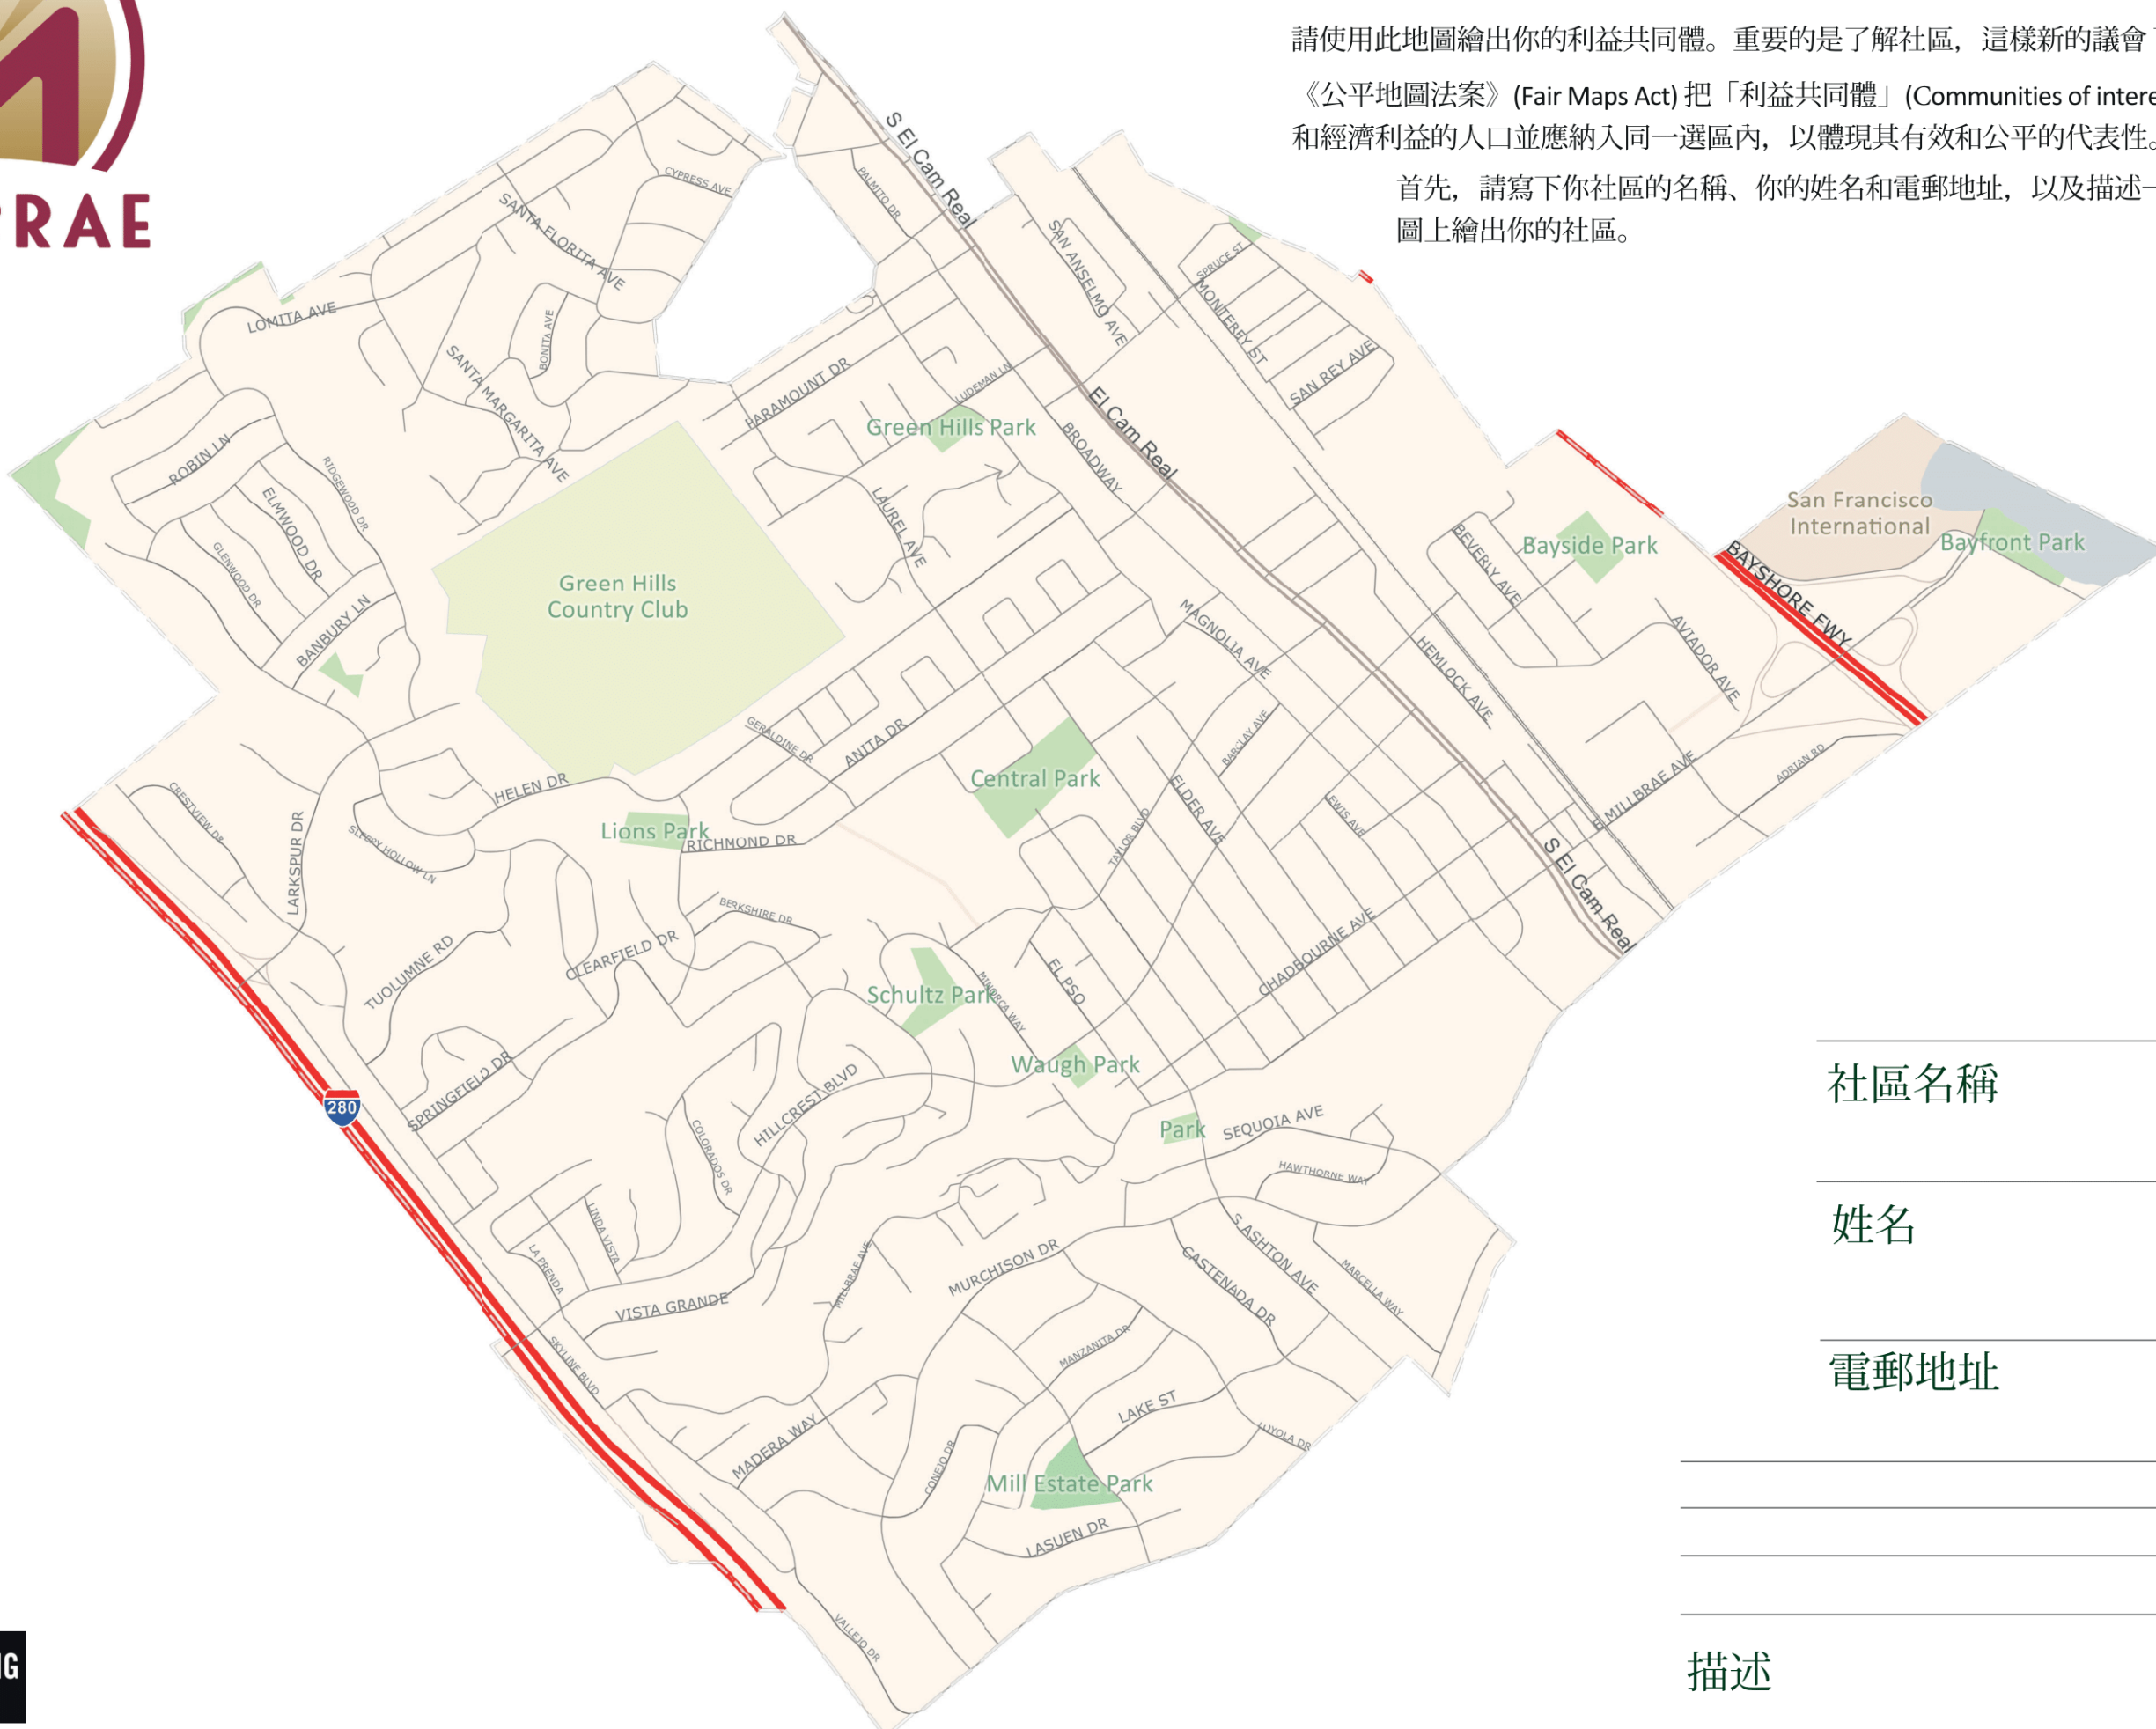 RAE
請使用此地圖繪出你的利益共同體。重要的是了解社區，這樣新的議會
《公平地圖法案》(Fair Maps Act) 把「利益共同體」(Communities of intere
和經濟利益的人口並應納入同一選區內，以體現其有效和公平的代表性。
首先，請寫下你社區的名稱、你的姓名和電郵地址，以及描述
圖上繪出你的社區。
S El Cam Real
CYPRESS AVE
PALMITO DR
SANTA FLORITA AVE
SAN ANSELMO AVE
SPRUCE ST
MONTEREY ST
LOMITA AVE
BONITA AVE
SAN REY AVE
SANTA MARGARITA AVE
PARAMOUNT DR
LUDEMAN LN
El Cam Real
Green Hills Park
BROADWAY
ROBIN LN
RIDGEWOOD DR
ELMWOOD DR
LAUREL AVE
San Francisco
International
Bayfront Park
BEVERLY AVE
Bayside Park
BAYSHORE FWY
GLENWOOD DR
Green Hills
Country Club
BANBURY LN
MAGNOLIA AVE
AVIADOR AVE
HEMLOCK AVE
GERALDINE DR
ANITA DR
BARCLAY AVE
ADRIAN RD
Central Park
HELEN DR
CRESTVIEW DR
ELDER AVE
LEWIS AVE
E MILLBRAE AVE
Lions Park
RICHMOND DR
TAYLOR BLVD
SLEEPY HOLLOW LN
LARKSPUR DR
S El Cam Real
BERKSHIRE DR
CLEARFIELD DR
CHADBOURNE AVE
TUOLUMNE RD
Schultz Park
MINORCA WAY
EL PSO
Waugh Park
SPRINGFIELD DR
280
HILLCREST BLVD
COLORADOS DR
Park
SEQUOIA AVE
HAWTHORNE WAY
LINDA VISTA
LA PRENDA
MILLBRAE AVE
MURCHISON DR
S ASHTON AVE
CASTENADA DR
MARCELLA WAY
VISTA GRANDE
SKYLINE BLVD
MANZANITA DR
LAKE ST
LOYOLA DR
MADERA WAY
CONEJO DR
Mill Estate Park
LASUEN DR
VALLEJO DR
社區名稱
姓名
電郵地址
描述
G